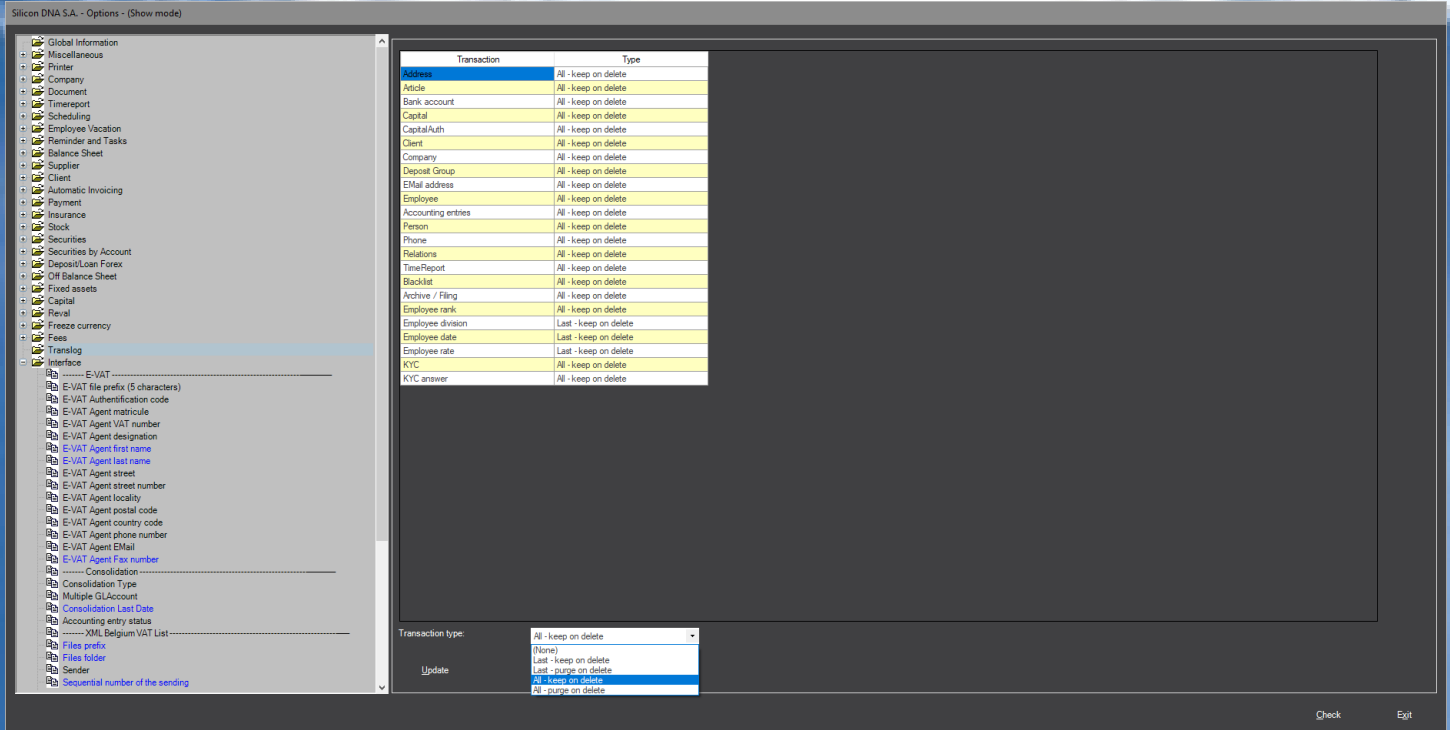 Silicon DNA S.A. - Options - (Show mode)
Global Information
Miscellaneous
Printer
Company
Document
Timereport
Scheduling
Employee Vacation
Reminder and Tasks
Balance Sheet
Supplier
Client
Automatic Invoicing
Payment
Insurance
Stock
Securities
Securities by Account
Deposit/Loan Forex
Off Balance Sheet
Fixed assets
Capital
Reval
Freeze currency
Fees
Translog
Interface
------- E-VAT -------
E-VAT file prefix (5 characters)
E-VAT Authentification code
E-VAT Agent matricule
E-VAT Agent VAT number
E-VAT Agent designation
E-VAT Agent first name
E-VAT Agent last name
E-VAT Agent street
E-VAT Agent street number
E-VAT Agent locality
E-VAT Agent postal code
E-VAT Agent country code
E-VAT Agent phone number
E-VAT Agent EMail
E-VAT Agent Fax number
------- Consolidation -------
Consolidation Type
Multiple GLAccount
Consolidation Last Date
Accounting entry status
------- XML Belgium VAT List -------
Files prefix
Files folder
Sender
Sequential number of the sending
Transaction Type
Address All - keep on delete
Article All - keep on delete
Bank account All - keep on delete
Capital All - keep on delete
CapitalAuth All - keep on delete
Client All - keep on delete
Company All - keep on delete
Deposit Group All - keep on delete
EMail address All - keep on delete
Employee All - keep on delete
Accounting entries All - keep on delete
Person All - keep on delete
Phone All - keep on delete
Relations All - keep on delete
TimeReport All - keep on delete
Blacklist All - keep on delete
Archive / Filing All - keep on delete
Employee rank All - keep on delete
Employee division Last - keep on delete
Employee date Last - keep on delete
Employee rate Last - keep on delete
KYC All - keep on delete
KYC answer All - keep on delete
Transaction type: All - keep on delete
(None)
Last - keep on delete
Last - purge on delete
All - keep on delete
All - purge on delete
Update
Check Exit